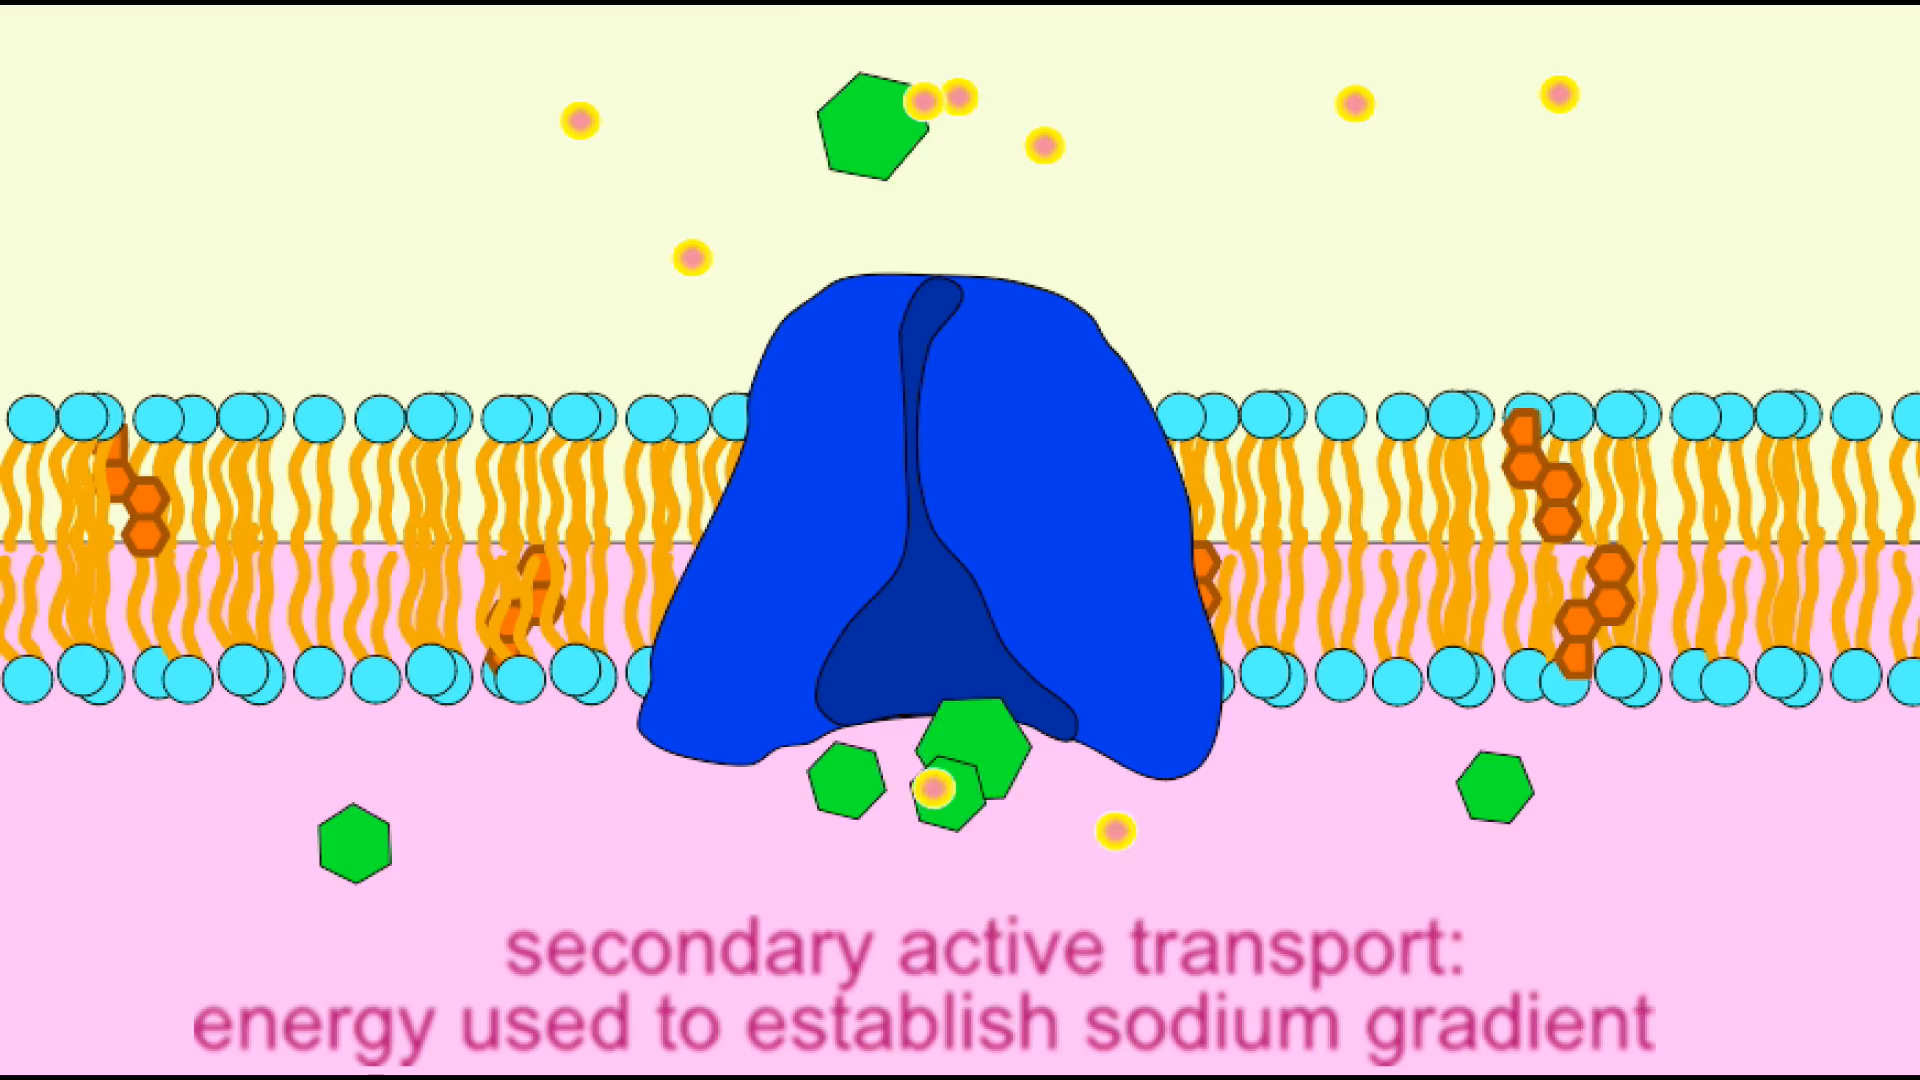 secondary active transport:
energy used to establish sodium gradient